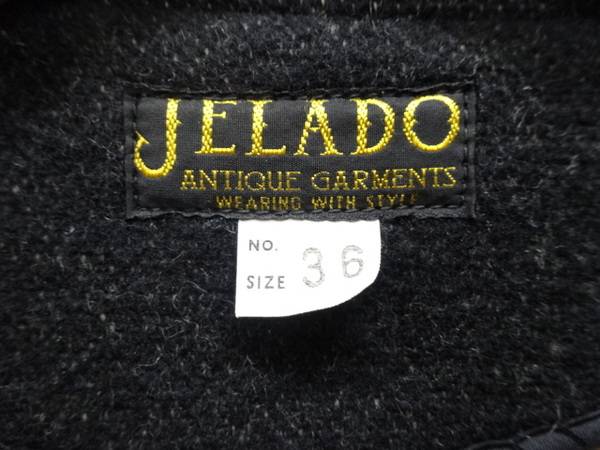 JELADO
ANTIQUE GARMENTS
WEARING WITH STYLE
NO.
SIZE 36